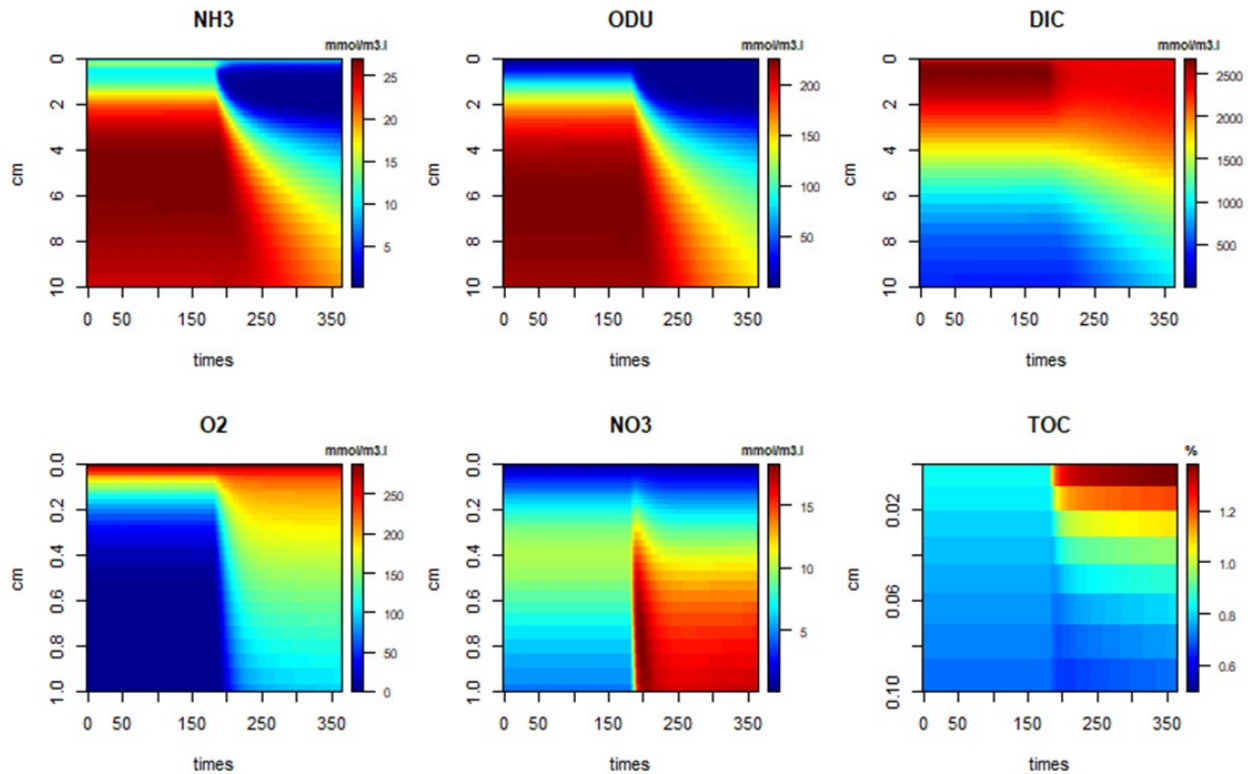 NH3
mmol/m3.l
0
2
4
6
8
10
cm
25
20
15
10
5
0 50 150 250 350
times
ODU
mmol/m3.l
0
2
4
6
8
10
cm
200
150
100
50
0 50 150 250 350
times
DIC
mmol/m3.l
0
2
4
6
8
10
cm
2500
2000
1500
1000
500
0 50 150 250 350
times
O2
mmol/m3.l
0.0
0.2
0.4
0.6
0.8
1.0
cm
250
200
150
100
50
0
0 50 150 250 350
times
NO3
mmol/m3.l
0.0
0.2
0.4
0.6
0.8
1.0
cm
15
10
5
0 50 150 250 350
times
TOC
%
0.02
0.06
0.10
cm
1.2
1.0
0.8
0.6
0 50 150 250 350
times